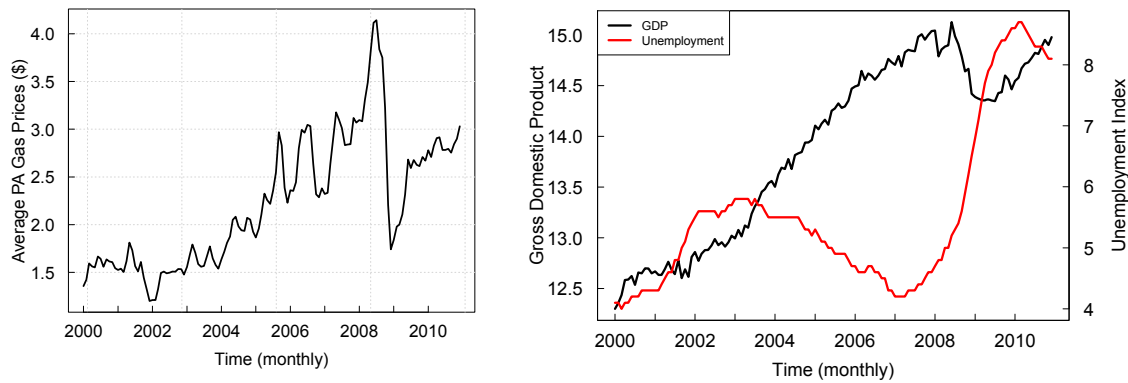 Average PA Gas Prices ($)
4.0
3.5
3.0
2.5
2.0
1.5
2000 2002 2004 2006 2008 2010
Time (monthly)
GDP
Unemployment
Gross Domestic Product
15.0
14.5
14.0
13.5
13.0
12.5
2000 2002 2004 2006 2008 2010
Time (monthly)
8
7
6
5
4
Unemployment Index